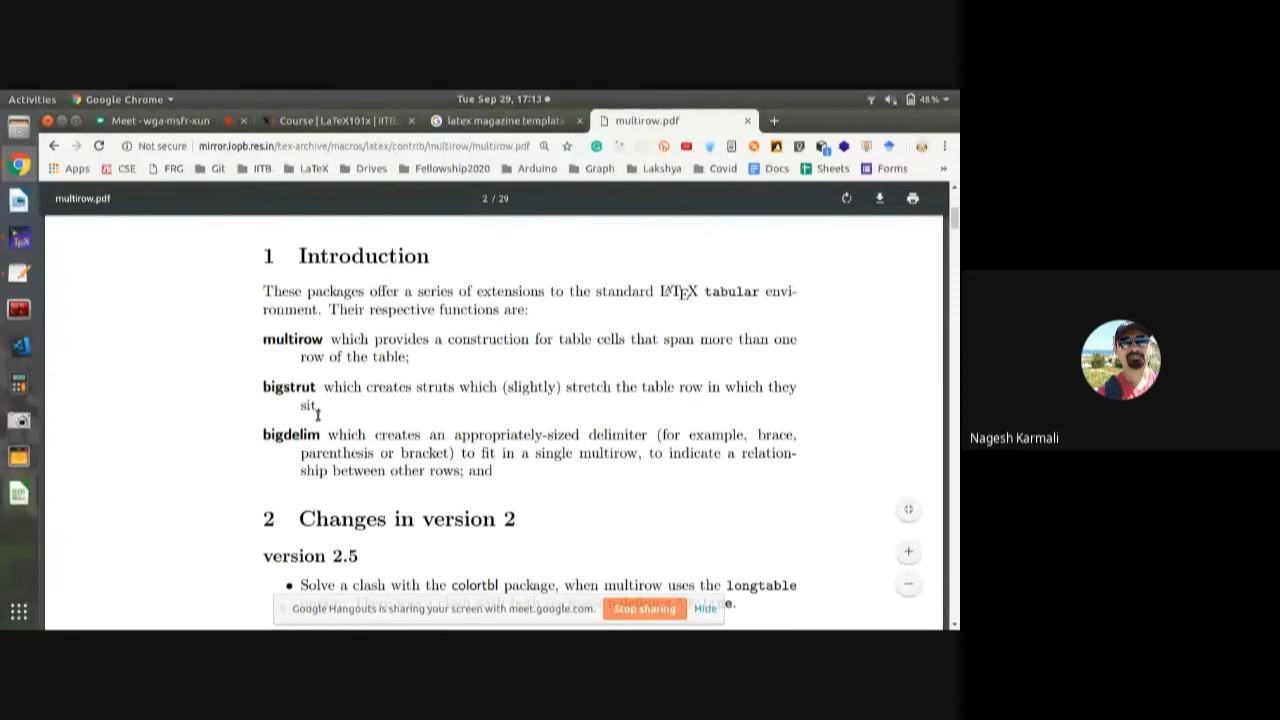 Activities Google Chrome Tue Sep 29, 17:13 48%
Meet - wga-msfr-xun Course | LaTeX101x | IITB latex magazine template multirow.pdf
Not secure mirror.iopb.res.in/tex-archive/macros/latex/contrib/multirow/multirow.pdf
Apps CSE FRG Git IITB LaTeX Drives Fellowship2020 Arduino Graph Lakshya Covid Docs Sheets Forms »
multirow.pdf 2 / 29
1 Introduction
These packages offer a series of extensions to the standard LATEX tabular envi-
ronment. Their respective functions are:
multirow which provides a construction for table cells that span more than one
row of the table;
bigstrut which creates struts which (slightly) stretch the table row in which they
sit,
bigdelim which creates an appropriately-sized delimiter (for example, brace,
parenthesis or bracket) to fit in a single multirow, to indicate a relation-
ship between other rows; and
Nagesh Karmali
2 Changes in version 2
version 2.5
• Solve a clash with the colortbl package, when multirow uses the longtable
e.
Google Hangouts is sharing your screen with meet.google.com. Stop sharing Hide